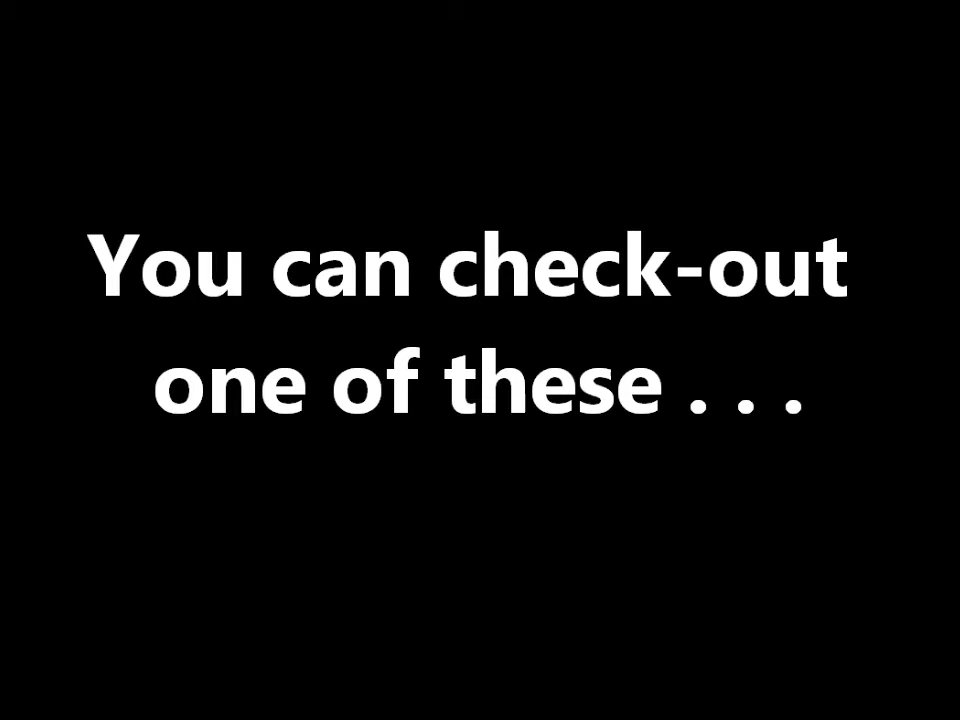 You can check-out
one of these . . .